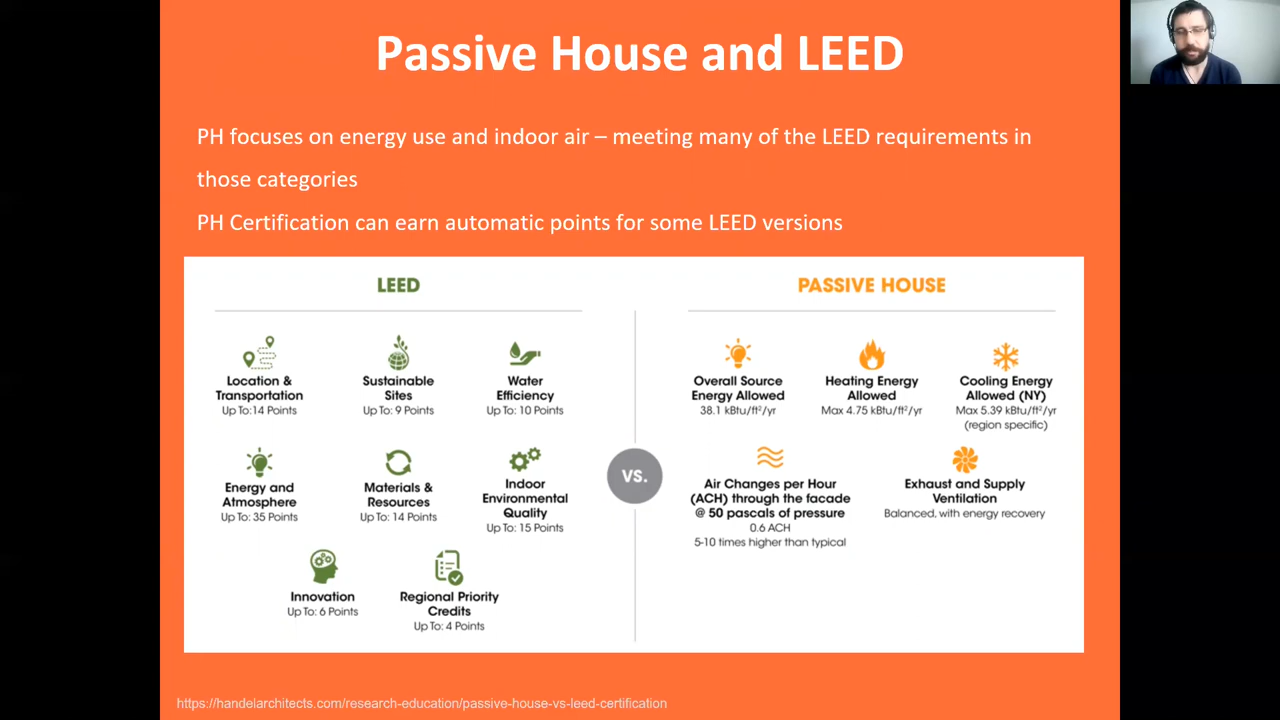 Passive House and LEED
PH focuses on energy use and indoor air – meeting many of the LEED requirements in
those categories
PH Certification can earn automatic points for some LEED versions
LEED
Location &
Transportation
Up To:14 Points
Sustainable
Sites
Up To: 9 Points
Water
Efficiency
Up To: 10 Points
Energy and
Atmosphere
Up To: 35 Points
Materials &
Resources
Up To: 14 Points
Indoor
Environmental
Quality
Up To: 15 Points
Innovation
Up To: 6 Points
Regional Priority
Credits
Up To: 4 Points
VS.
PASSIVE HOUSE
Overall Source
Energy Allowed
38.1 kBtu/ft²/yr
Heating Energy
Allowed
Max 4.75 kBtu/ft²/yr
Cooling Energy
Allowed (NY)
Max 5.39 kBtu/ft²/yr
(region specific)
Air Changes per Hour
(ACH) through the facade
@ 50 pascals of pressure
0.6 ACH
5-10 times higher than typical
Exhaust and Supply
Ventilation
Balanced, with energy recovery
https://handelarchitects.com/research-education/passive-house-vs-leed-certification